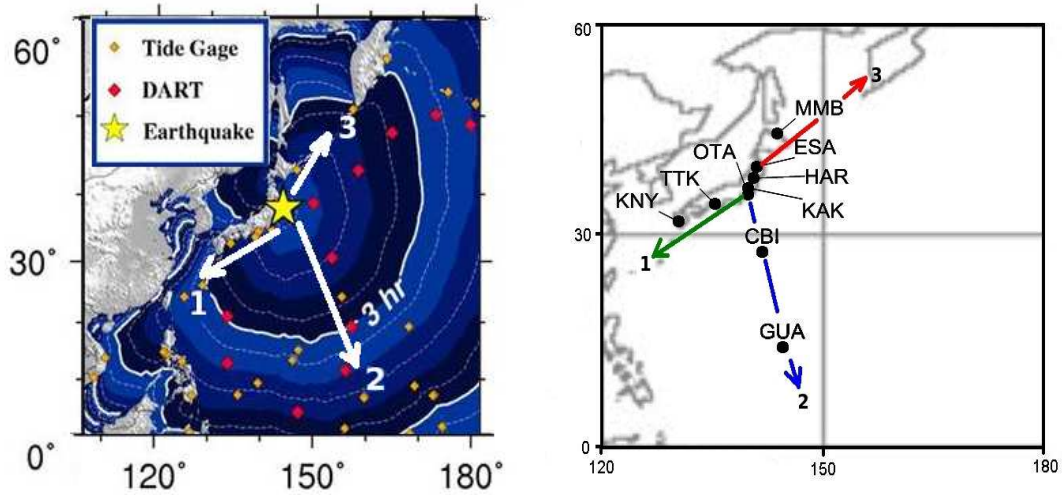 60°
Tide Gage
DART
Earthquake
3
30°
1
3 hr
2
0°
120°
150°
180°
60
3
MMB
OTA
ESA
TTK
HAR
KNY
KAK
30
CBI
1
GUA
2
0
120
150
180